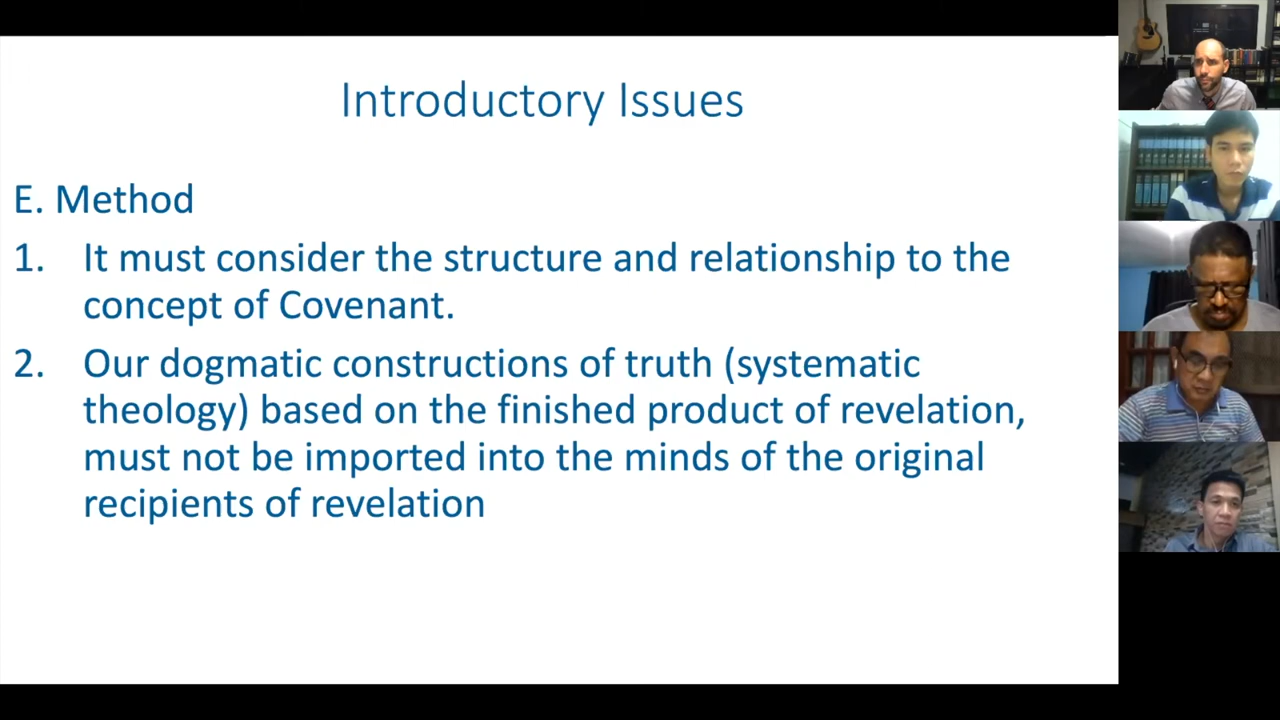 Introductory Issues
E. Method
1. It must consider the structure and relationship to the
concept of Covenant.
2. Our dogmatic constructions of truth (systematic
theology) based on the finished product of revelation,
must not be imported into the minds of the original
recipients of revelation